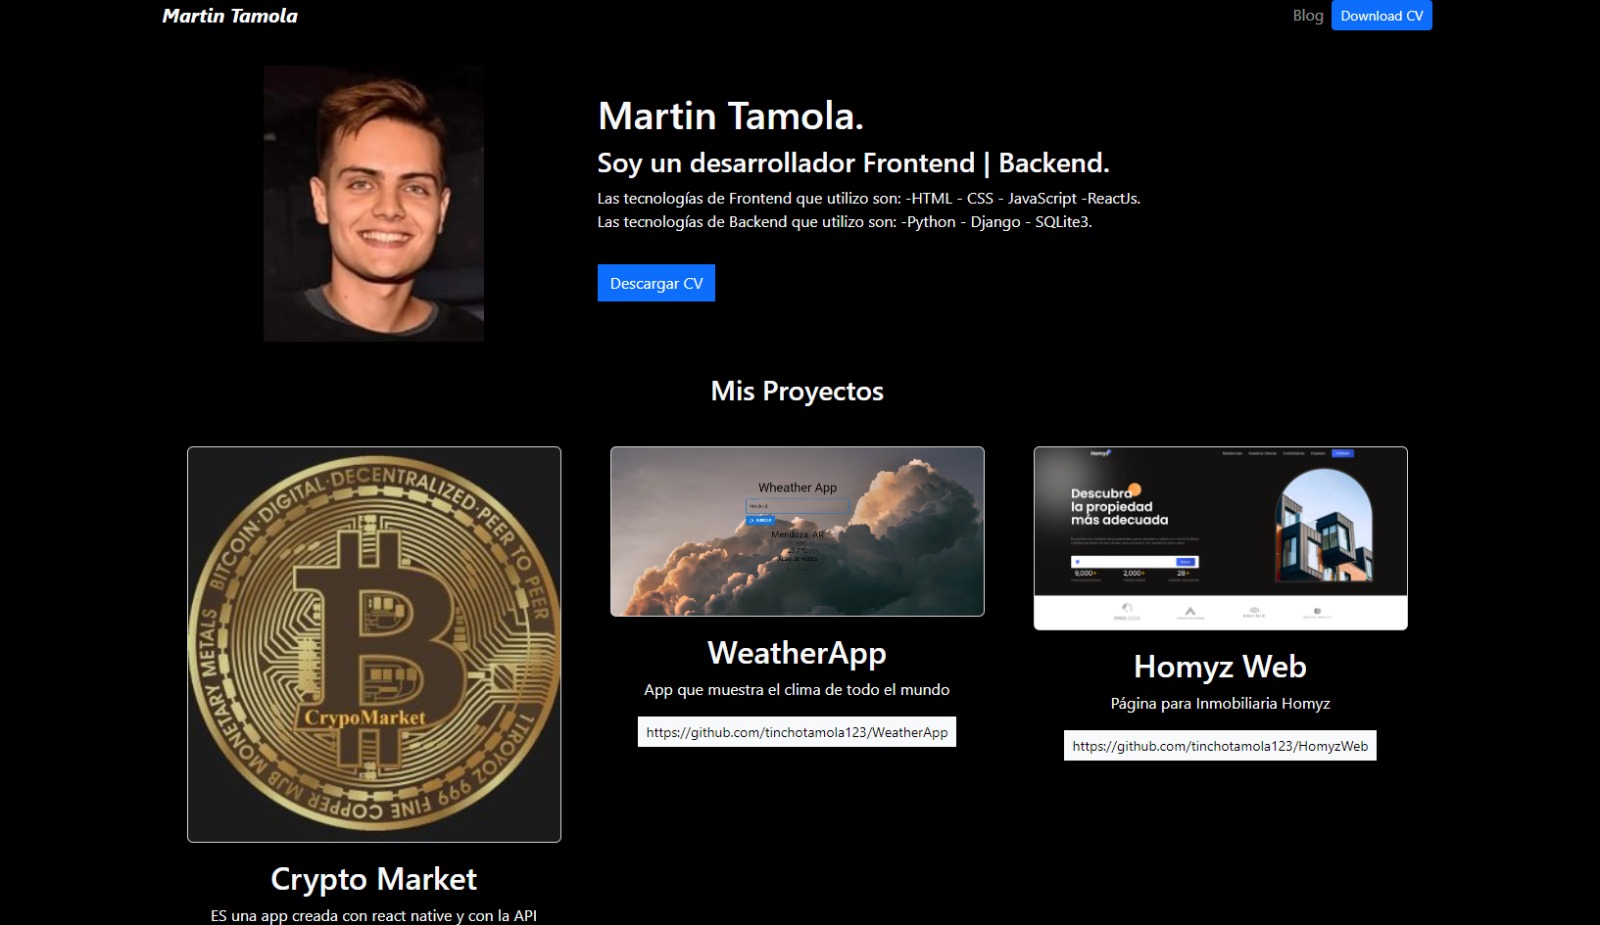 Martin Tamola
Blog
Download CV
Martin Tamola.
Soy un desarrollador Frontend | Backend.
Las tecnologías de Frontend que utilizo son: -HTML - CSS - JavaScript -ReactJs.
Las tecnologías de Backend que utilizo son: -Python - Django - SQLite3.
Descargar CV
Mis Proyectos
BITCOIN·DIGITAL·DECENTRALIZED·PEER TO PEER
CrypoMarket
1 TROY OZ 999 FINE COPPER MJB MONETARY METALS
Crypto Market
ES una app creada con react native y con la API
Wheather App
Mendoza, AR
WeatherApp
App que muestra el clima de todo el mundo
https://github.com/tinchotamola123/WeatherApp
Homyz
Descubra
la propiedad
más adecuada
9,000+
2,000+
28+
Homyz Web
Página para Inmobiliaria Homyz
https://github.com/tinchotamola123/HomyzWeb